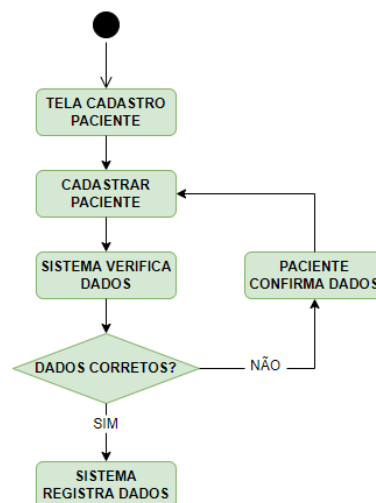 TELA CADASTRO
PACIENTE
CADASTRAR
PACIENTE
SISTEMA VERIFICA
DADOS
PACIENTE
CONFIRMA DADOS
DADOS CORRETOS?
NÃO
SIM
SISTEMA
REGISTRA DADOS